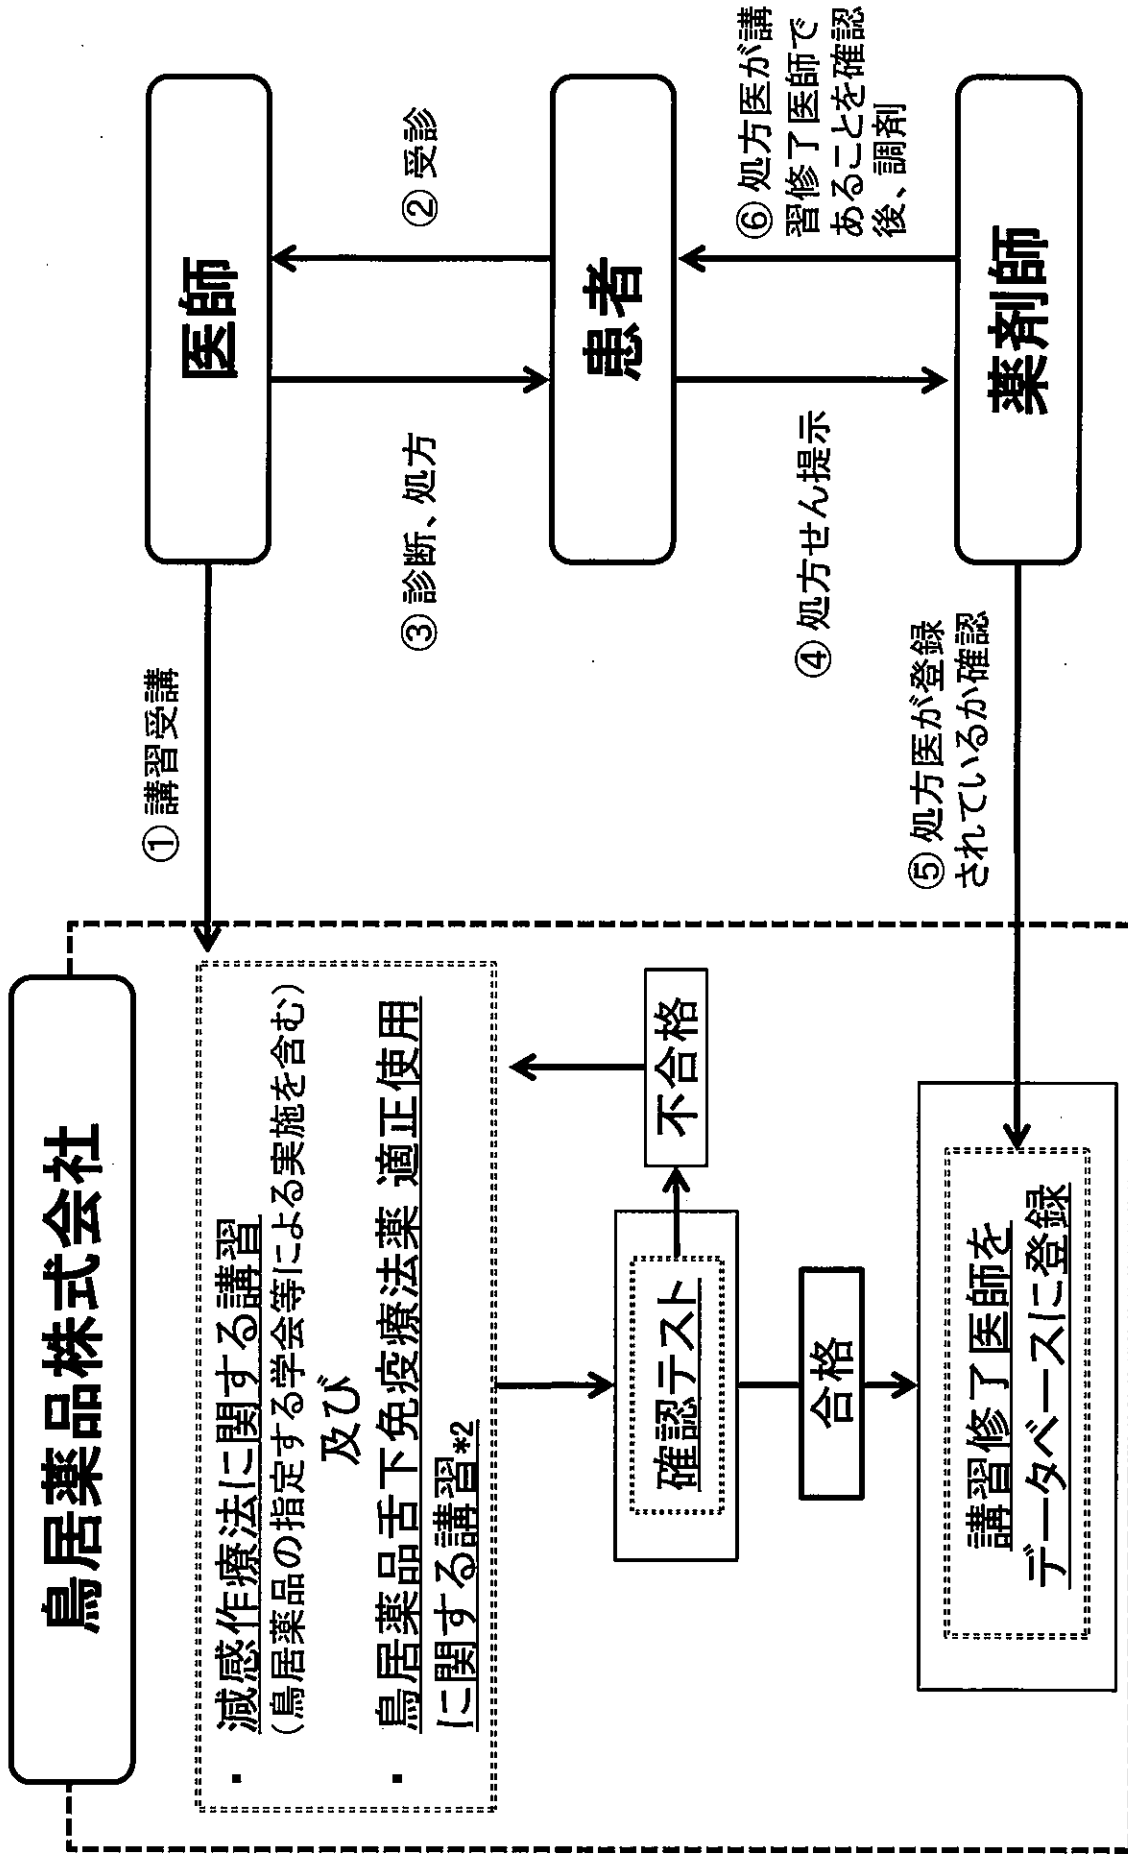 鳥居薬品株式会社
・ 減感作療法に関する講習
（鳥居薬品の指定する学会等による実施を含む）
及び
・ 鳥居薬品舌下免疫療法薬 適正使用
に関する講習*2
確認テスト
不合格
合格
講習修了医師を
データベースに登録
① 講習受講
医師
② 受診
③ 診断、処方
患者
④ 処方せん提示
⑤ 処方医が登録
されているか確認
⑥ 処方医が講
習修了医師で
あることを確認
後、調剤
薬剤師